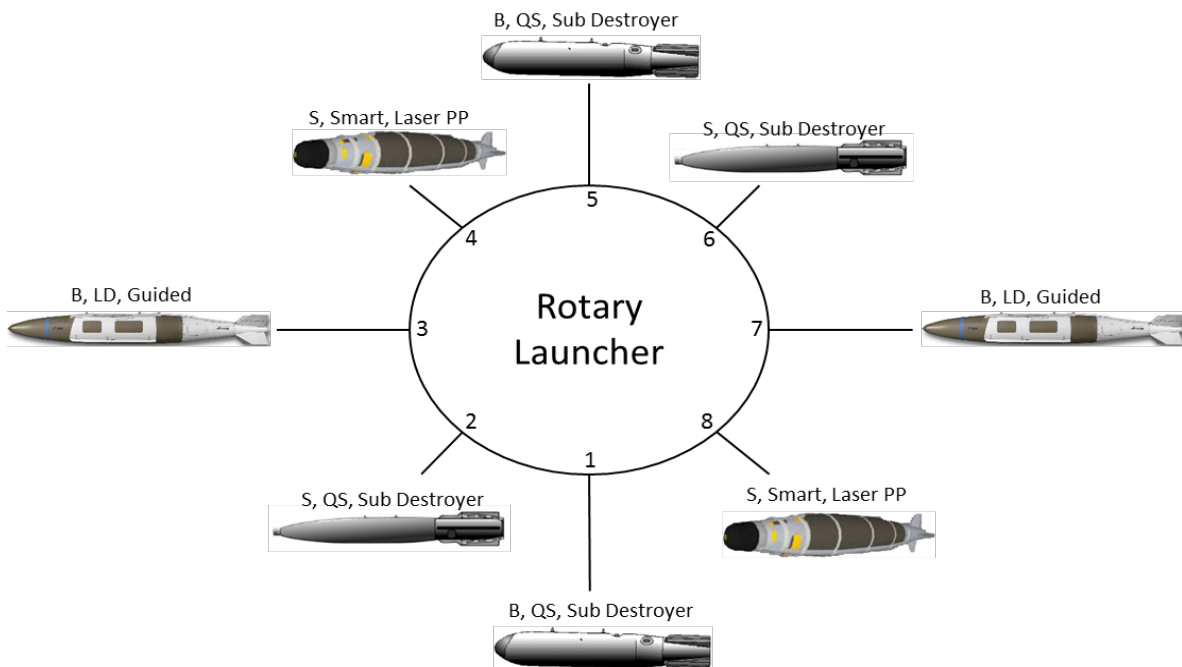 B, QS, Sub Destroyer
S, Smart, Laser PP
S, QS, Sub Destroyer
5
4
6
B, LD, Guided
B, LD, Guided
3
Rotary
Launcher
7
2
8
1
S, QS, Sub Destroyer
S, Smart, Laser PP
B, QS, Sub Destroyer